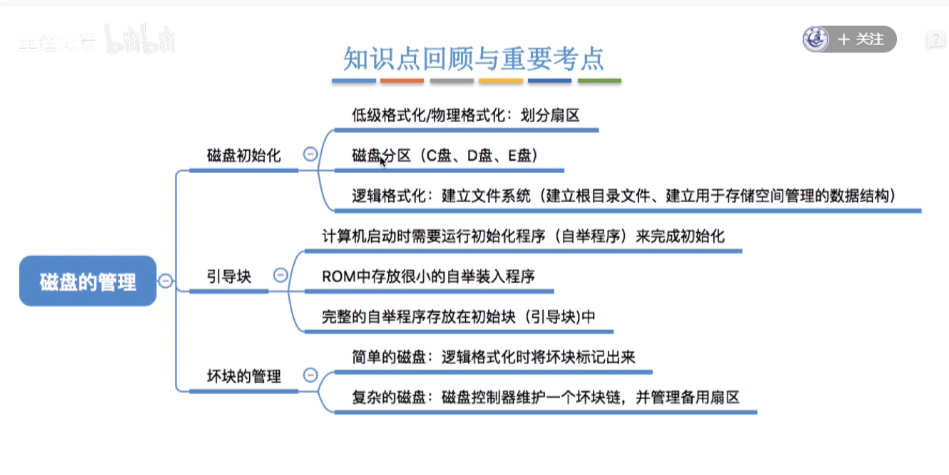 bilibili
+ 关注
?
知识点回顾与重要考点
低级格式化/物理格式化：划分扇区
磁盘初始化
磁盘分区（C盘、D盘、E盘）
逻辑格式化：建立文件系统（建立根目录文件、建立用于存储空间管理的数据结构）
计算机启动时需要运行初始化程序（自举程序）来完成初始化
磁盘的管理
引导块
ROM中存放很小的自举装入程序
完整的自举程序存放在初始块（引导块)中
简单的磁盘：逻辑格式化时将坏块标记出来
坏块的管理
复杂的磁盘：磁盘控制器维护一个坏块链，并管理备用扇区